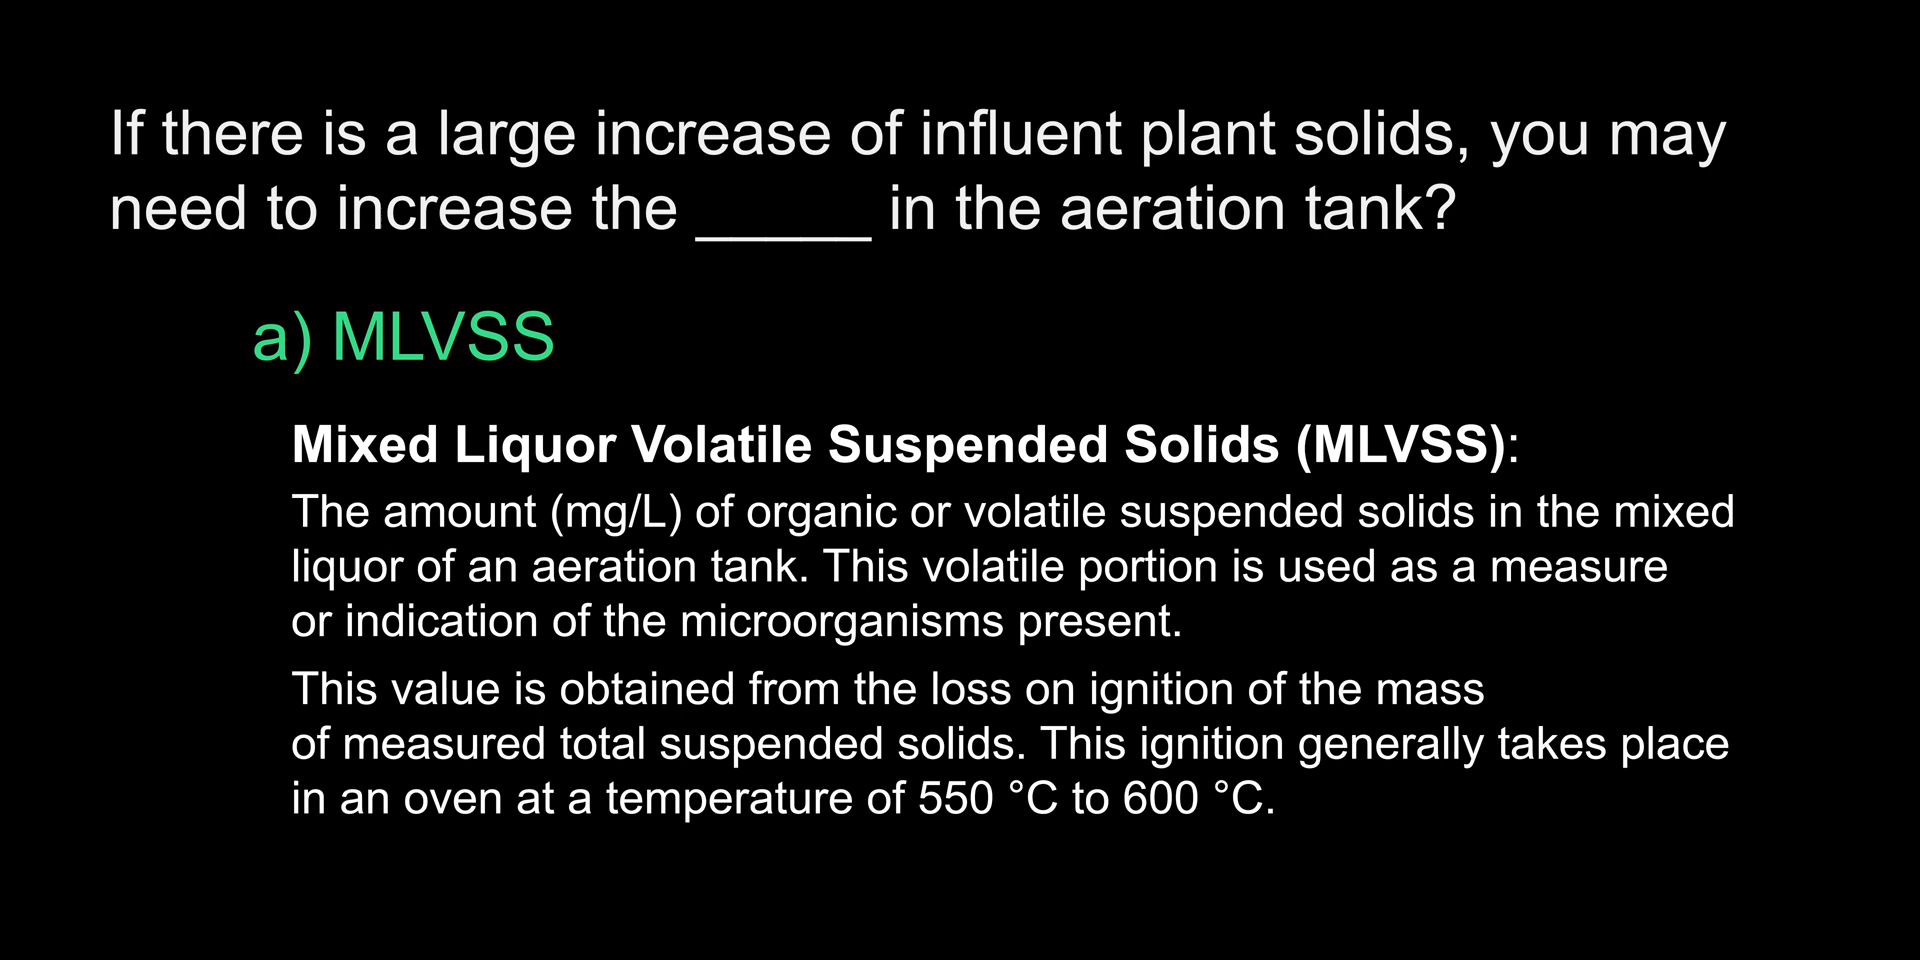 If there is a large increase of influent plant solids, you may
need to increase the _____ in the aeration tank?
a) MLVSS
Mixed Liquor Volatile Suspended Solids (MLVSS):
The amount (mg/L) of organic or volatile suspended solids in the mixed
liquor of an aeration tank. This volatile portion is used as a measure
or indication of the microorganisms present.
This value is obtained from the loss on ignition of the mass
of measured total suspended solids. This ignition generally takes place
in an oven at a temperature of 550 °C to 600 °C.